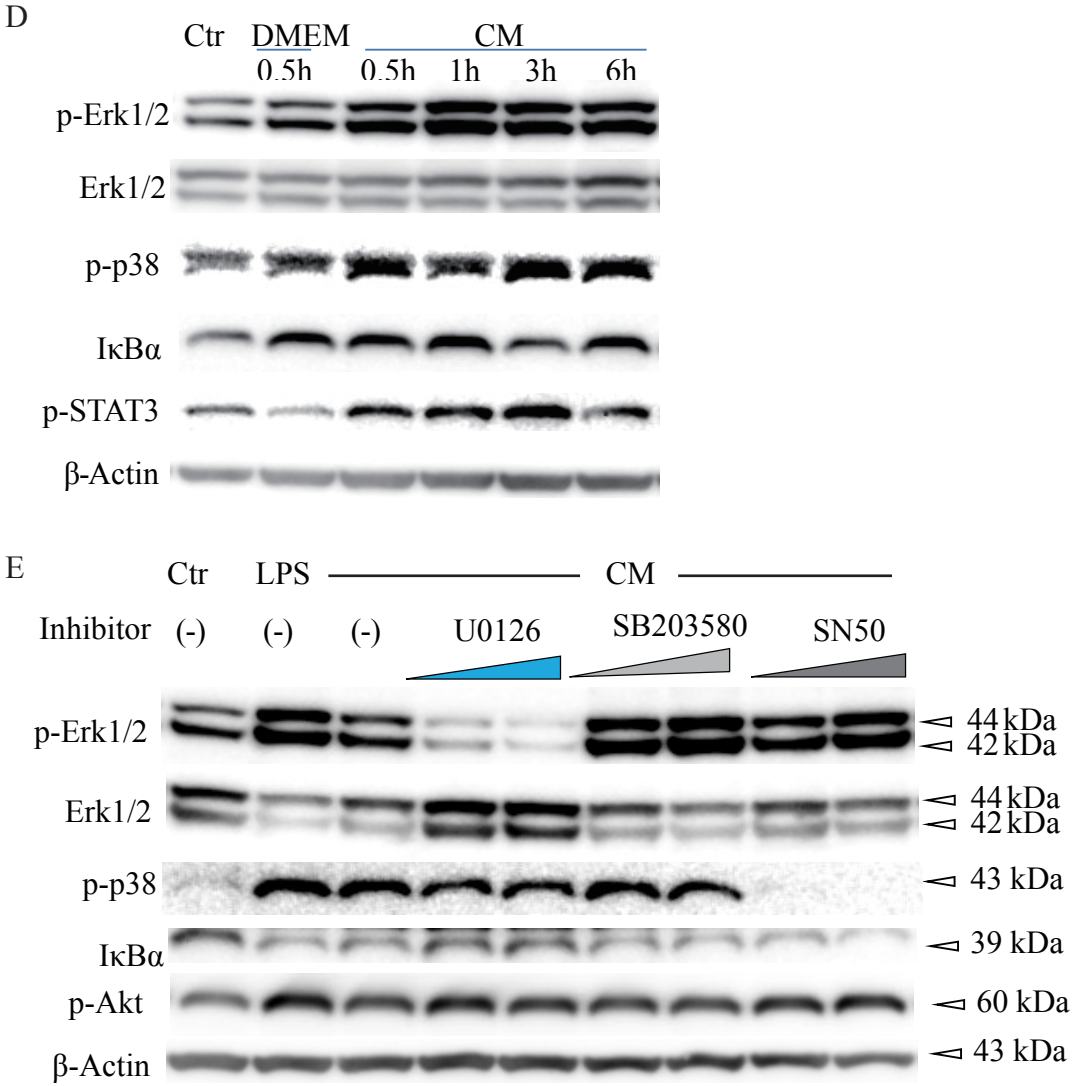 D
Ctr DMEM CM
0.5h 0.5h 1h 3h 6h
p-Erk1/2
Erk1/2
p-p38
IκBα
p-STAT3
β-Actin
E
Ctr LPS CM
Inhibitor (-) (-) (-) U0126 SB203580 SN50
p-Erk1/2 44 kDa
42 kDa
Erk1/2 44 kDa
42 kDa
p-p38 43 kDa
IκBα 39 kDa
p-Akt 60 kDa
β-Actin 43 kDa